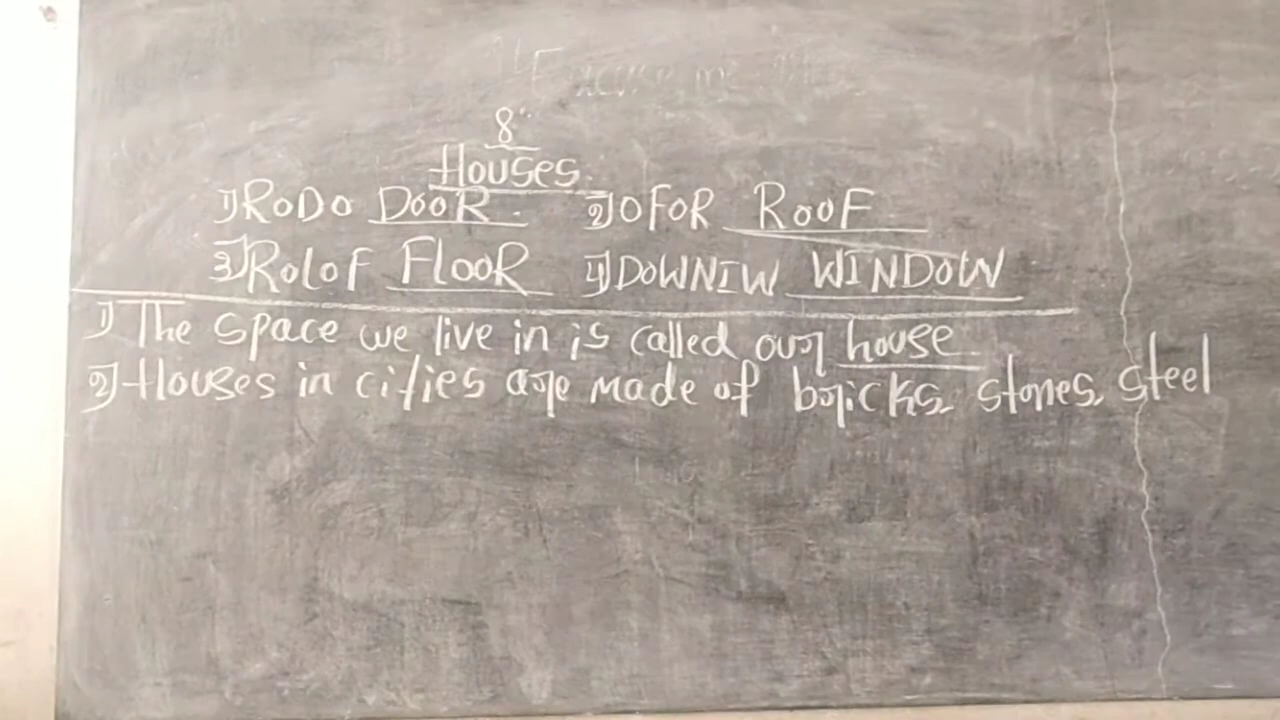 8
Houses.
1) RoDo DooR. 2) OFOR RooF
3) RoloF FlooR 4) DoWNIW WINDoW
1) The space we live in is called our house.
2) Houses in cities are made of bricks, stones, steel